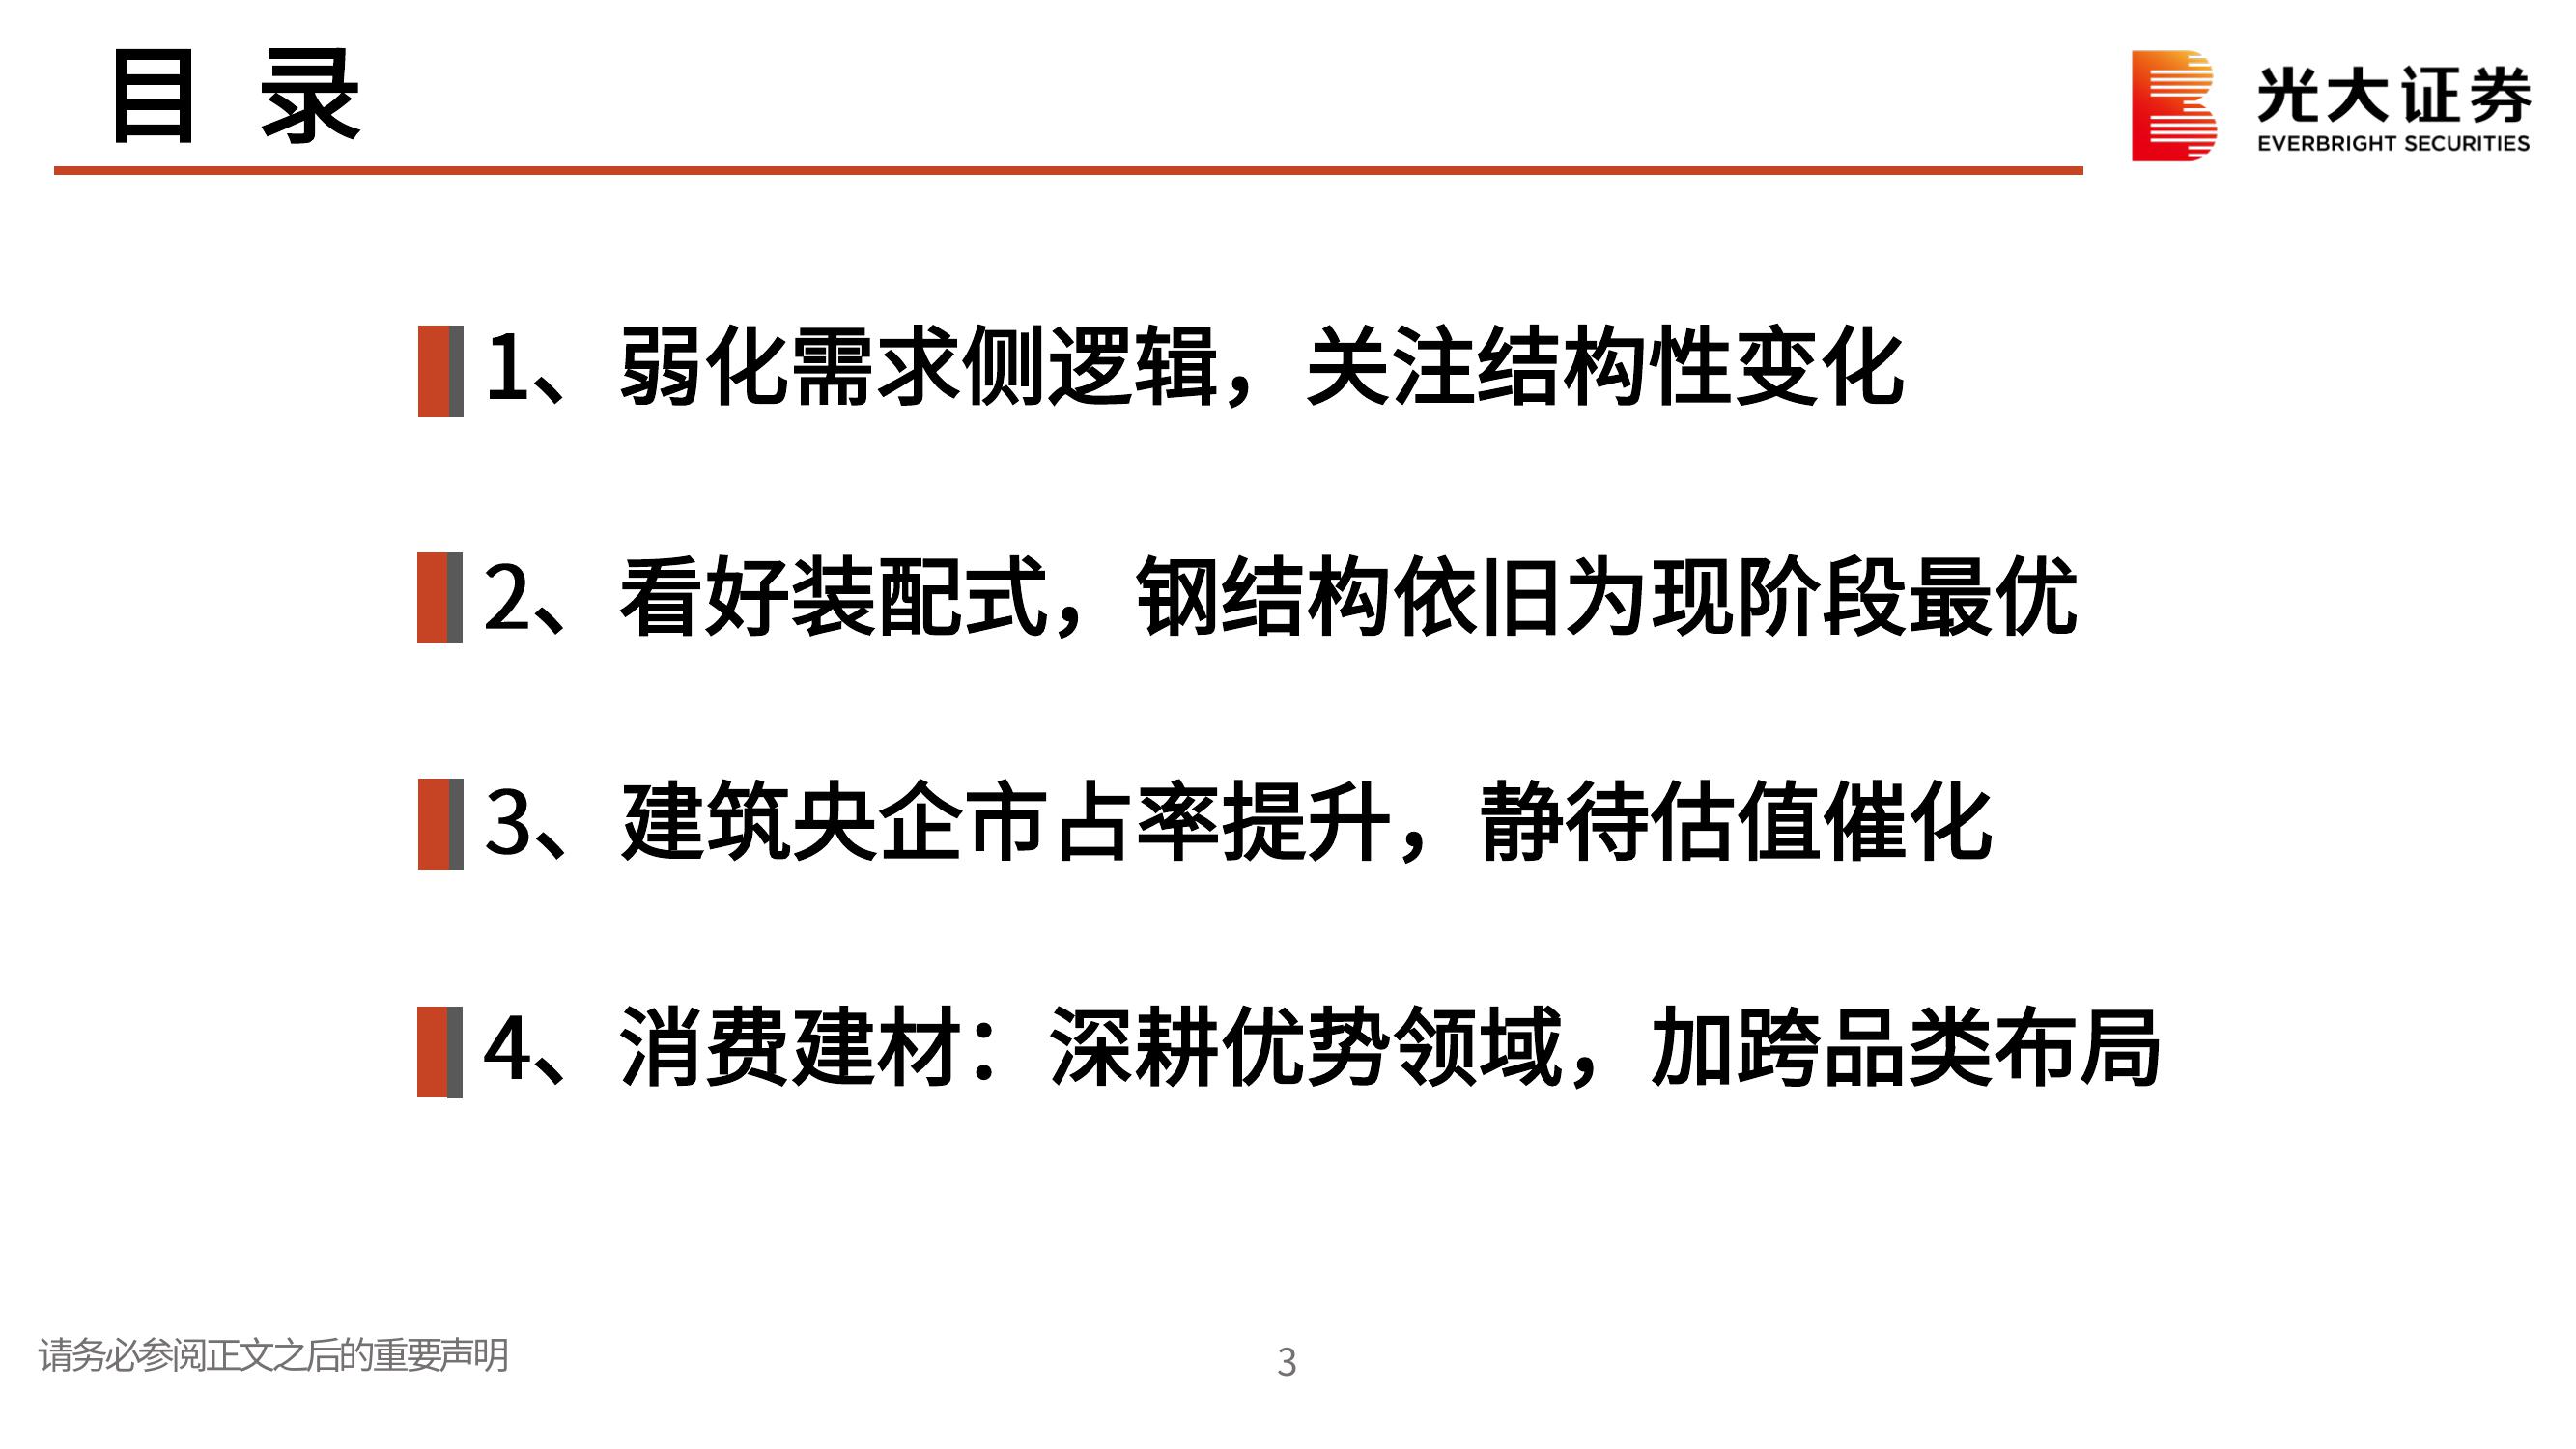 目 录
光大证券
EVERBRIGHT SECURITIES
1、弱化需求侧逻辑，关注结构性变化
2、看好装配式，钢结构依旧为现阶段最优
3、建筑央企市占率提升，静待估值催化
4、消费建材：深耕优势领域，加跨品类布局
请务必参阅正文之后的重要声明
3